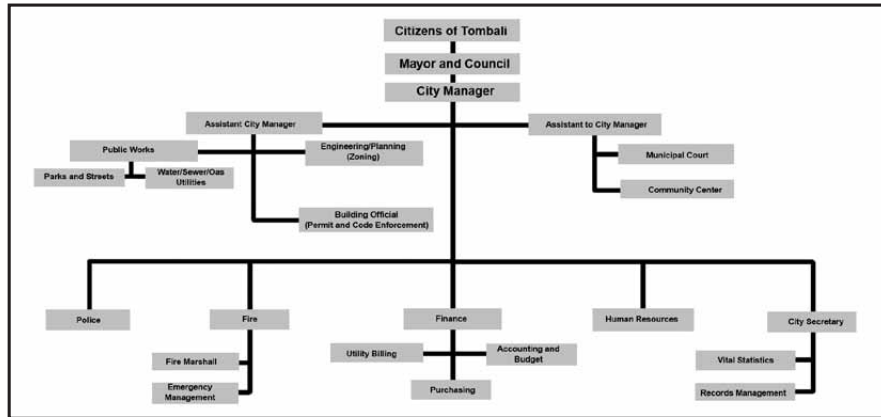 Citizens of Tombali
Mayor and Council
City Manager
Assistant City Manager
Assistant to City Manager
Public Works
Engineering/Planning
(Zoning)
Municipal Court
Parks and Streets
Water/Sewer/Gas
Utilities
Community Center
Building Official
(Permit and Code Enforcement)
Police
Fire
Finance
Human Resources
City Secretary
Fire Marshall
Utility Billing
Accounting and
Budget
Vital Statistics
Emergency
Management
Purchasing
Records Management